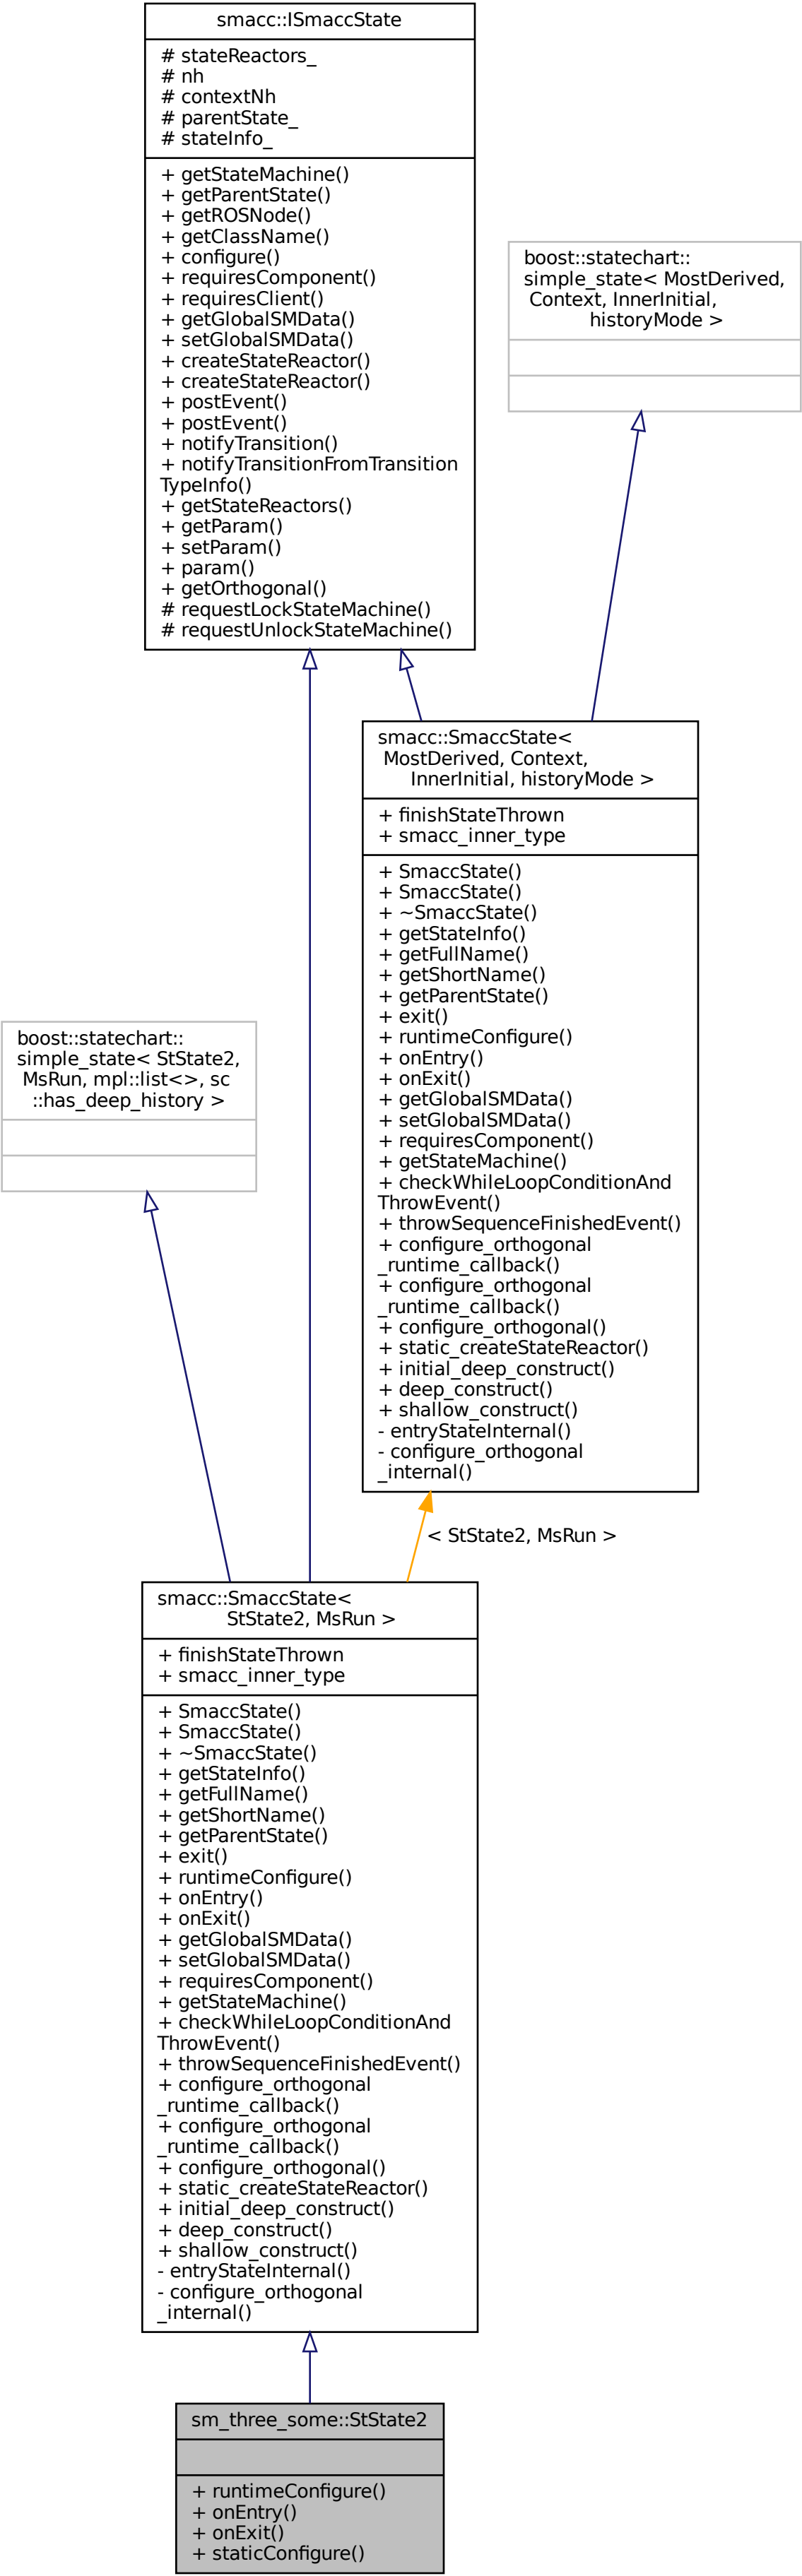 smacc::ISmaccState
# stateReactors_
# nh
# contextNh
# parentState_
# stateInfo_
+ getStateMachine()
+ getParentState()
+ getROSNode()
+ getClassName()
+ configure()
+ requiresComponent()
+ requiresClient()
+ getGlobalSMData()
+ setGlobalSMData()
+ createStateReactor()
+ createStateReactor()
+ postEvent()
+ postEvent()
+ notifyTransition()
+ notifyTransitionFromTransition
TypeInfo()
+ getStateReactors()
+ getParam()
+ setParam()
+ param()
+ getOrthogonal()
# requestLockStateMachine()
# requestUnlockStateMachine()
boost::statechart::
simple_state< MostDerived,
Context, InnerInitial,
historyMode >
smacc::SmaccState<
MostDerived, Context,
InnerInitial, historyMode >
+ finishStateThrown
+ smacc_inner_type
+ SmaccState()
+ SmaccState()
+ ~SmaccState()
+ getStateInfo()
+ getFullName()
+ getShortName()
+ getParentState()
+ exit()
+ runtimeConfigure()
+ onEntry()
+ onExit()
+ getGlobalSMData()
+ setGlobalSMData()
+ requiresComponent()
+ getStateMachine()
+ checkWhileLoopConditionAnd
ThrowEvent()
+ throwSequenceFinishedEvent()
+ configure_orthogonal
_runtime_callback()
+ configure_orthogonal
_runtime_callback()
+ configure_orthogonal()
+ static_createStateReactor()
+ initial_deep_construct()
+ deep_construct()
+ shallow_construct()
- entryStateInternal()
- configure_orthogonal
_internal()
boost::statechart::
simple_state< StState2,
MsRun, mpl::list<>, sc
::has_deep_history >
< StState2, MsRun >
smacc::SmaccState<
StState2, MsRun >
+ finishStateThrown
+ smacc_inner_type
+ SmaccState()
+ SmaccState()
+ ~SmaccState()
+ getStateInfo()
+ getFullName()
+ getShortName()
+ getParentState()
+ exit()
+ runtimeConfigure()
+ onEntry()
+ onExit()
+ getGlobalSMData()
+ setGlobalSMData()
+ requiresComponent()
+ getStateMachine()
+ checkWhileLoopConditionAnd
ThrowEvent()
+ throwSequenceFinishedEvent()
+ configure_orthogonal
_runtime_callback()
+ configure_orthogonal
_runtime_callback()
+ configure_orthogonal()
+ static_createStateReactor()
+ initial_deep_construct()
+ deep_construct()
+ shallow_construct()
- entryStateInternal()
- configure_orthogonal
_internal()
sm_three_some::StState2
+ runtimeConfigure()
+ onEntry()
+ onExit()
+ staticConfigure()